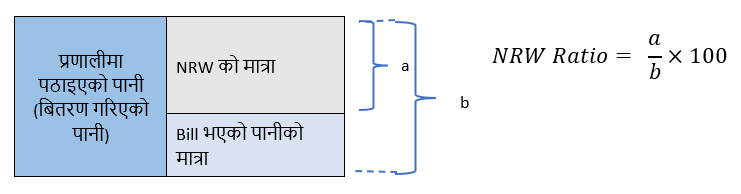 प्रणालीमा
पठाइएको पानी
(बितरण गरिएको
पानी)
NRW को मात्रा
Bill भएको पानीको
मात्रा
a
b
NRW Ratio = a/b × 100